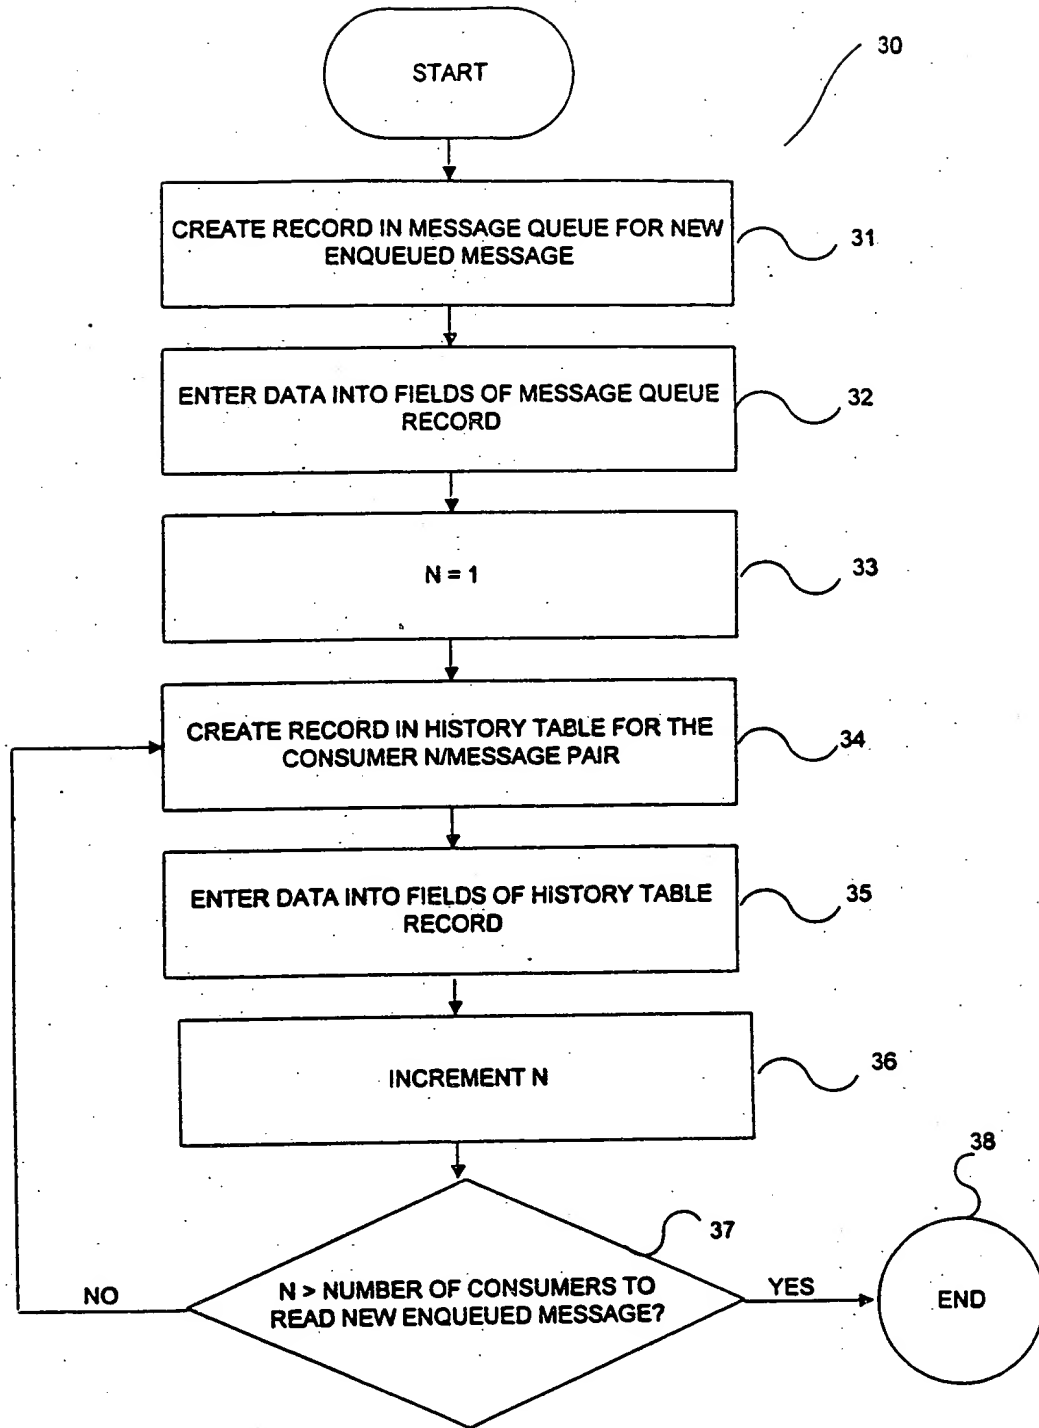 START
30
CREATE RECORD IN MESSAGE QUEUE FOR NEW
ENQUEUED MESSAGE
31
ENTER DATA INTO FIELDS OF MESSAGE QUEUE
RECORD
32
N = 1
33
CREATE RECORD IN HISTORY TABLE FOR THE
CONSUMER N/MESSAGE PAIR
34
ENTER DATA INTO FIELDS OF HISTORY TABLE
RECORD
35
INCREMENT N
36
37
N > NUMBER OF CONSUMERS TO
READ NEW ENQUEUED MESSAGE?
NO
YES
38
END